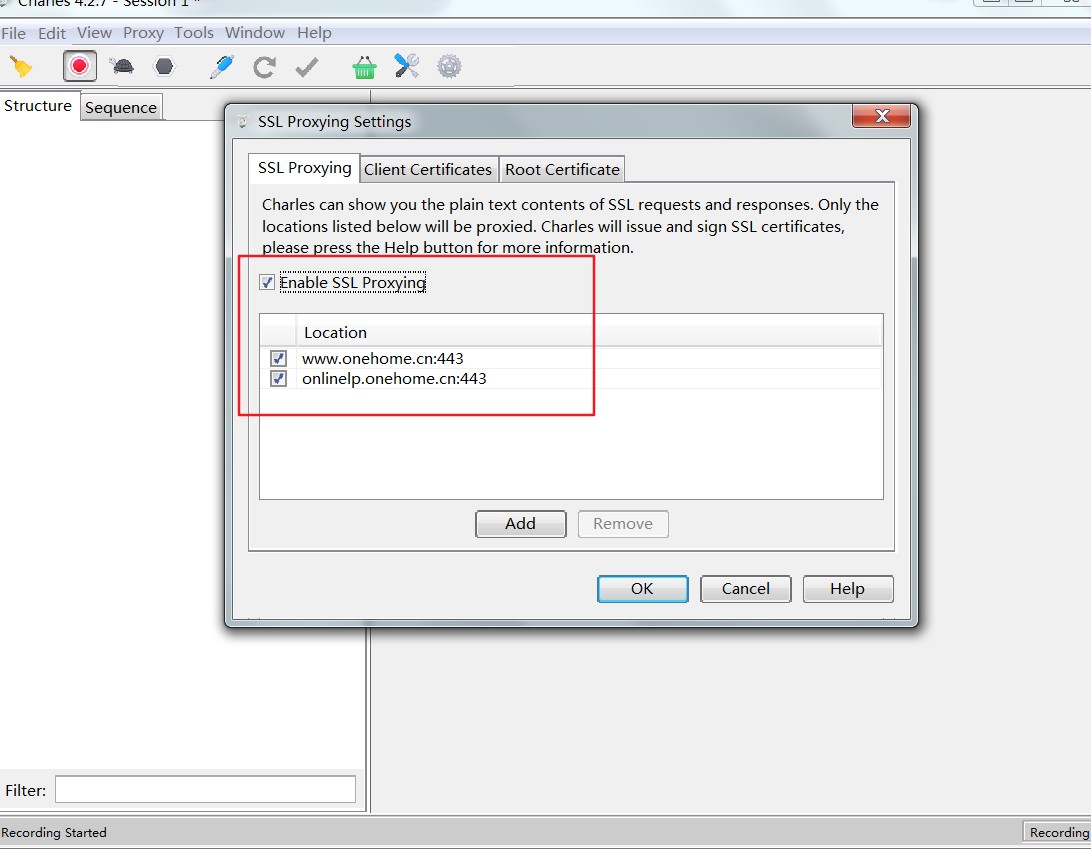 Charles 4.2.7 - Session 1 *
File Edit View Proxy Tools Window Help
Structure Sequence
SSL Proxying Settings
SSL Proxying Client Certificates Root Certificate
Charles can show you the plain text contents of SSL requests and responses. Only the
locations listed below will be proxied. Charles will issue and sign SSL certificates,
please press the Help button for more information.
Enable SSL Proxying
Location
www.onehome.cn:443
onlinelp.onehome.cn:443
Add Remove
OK Cancel Help
Filter:
Recording Started Recording